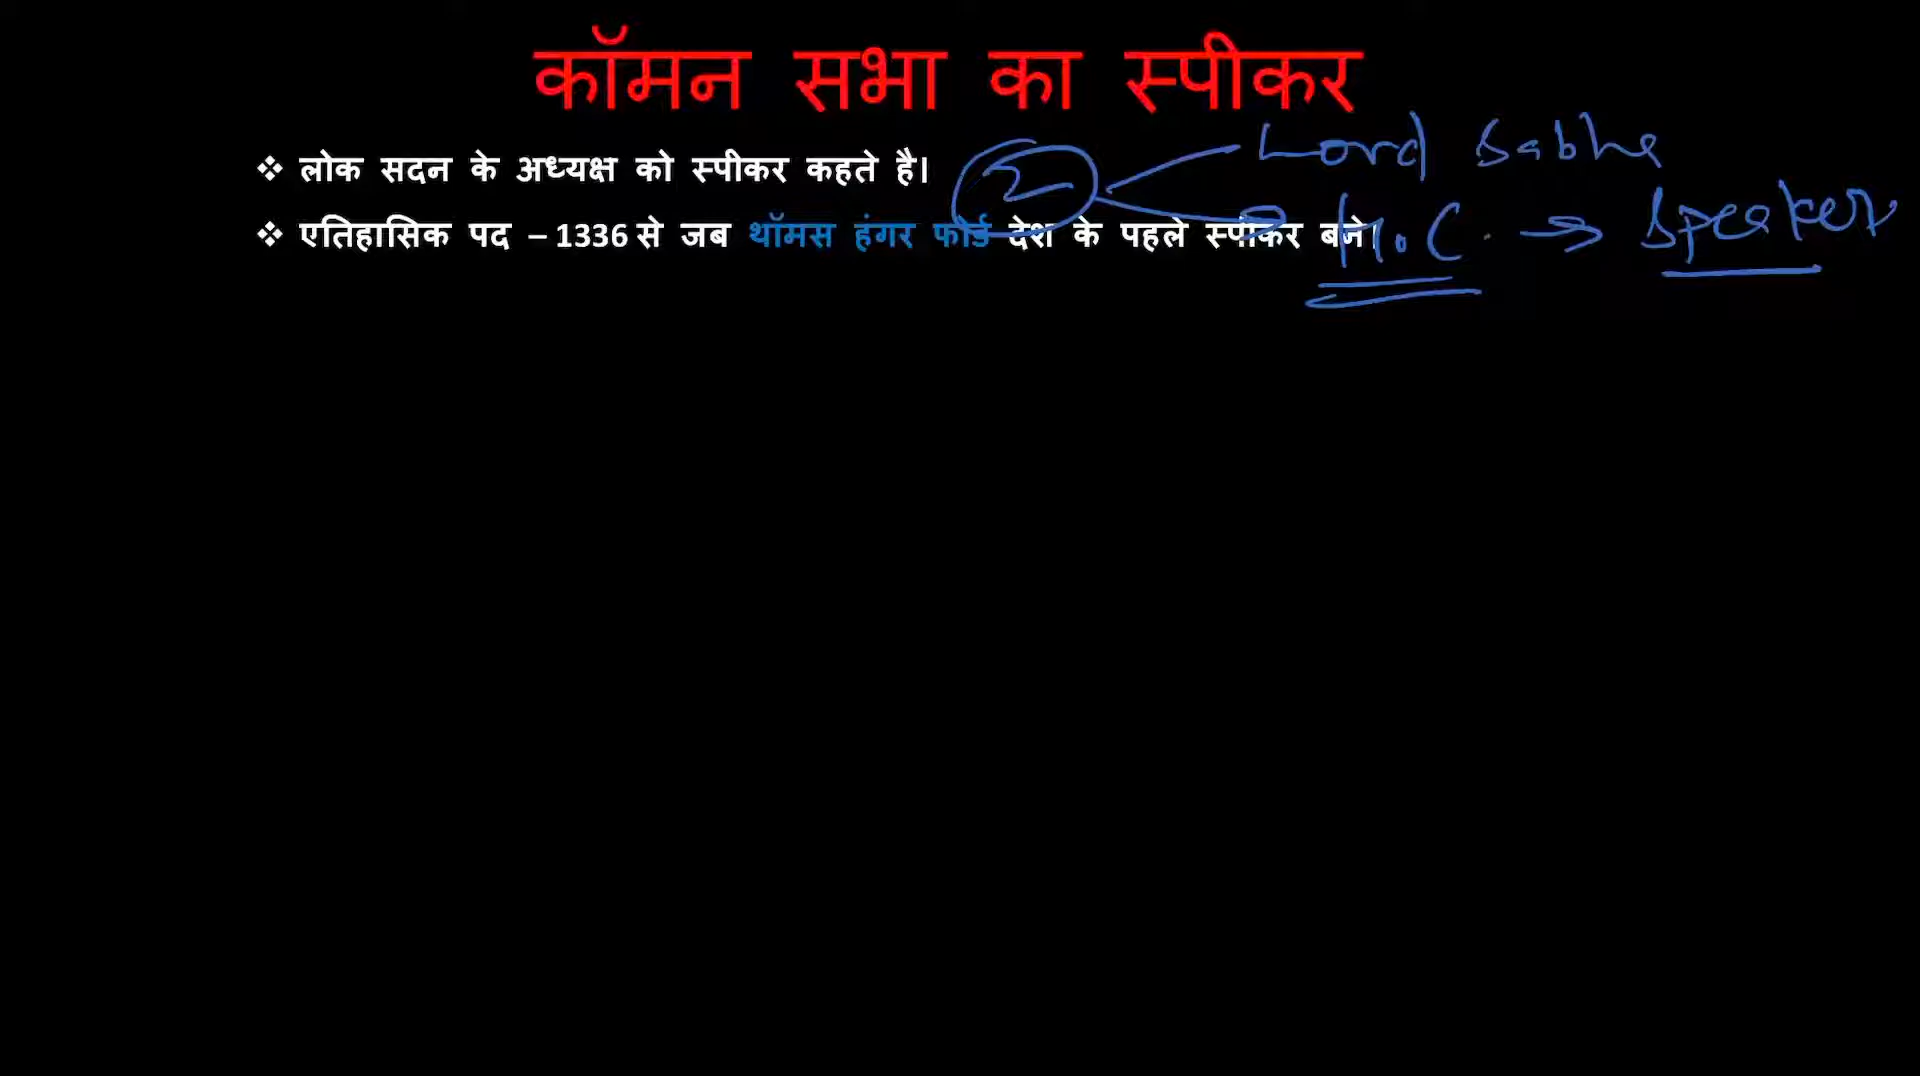 कॉमन सभा का स्पीकर
❖ लोक सदन के अध्यक्ष को स्पीकर कहते है।
❖ एतिहासिक पद – 1336 से जब थॉमस हंगर फोर्ड देश के पहले स्पीकर बने।
2
Lord Sabha
H.C → Speaker